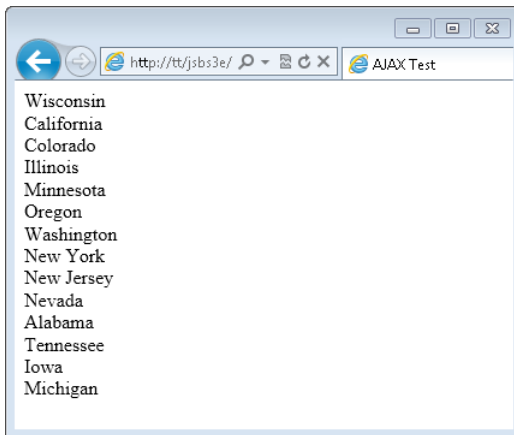 http://tt/jsbs3e/
AJAX Test
Wisconsin
California
Colorado
Illinois
Minnesota
Oregon
Washington
New York
New Jersey
Nevada
Alabama
Tennessee
Iowa
Michigan